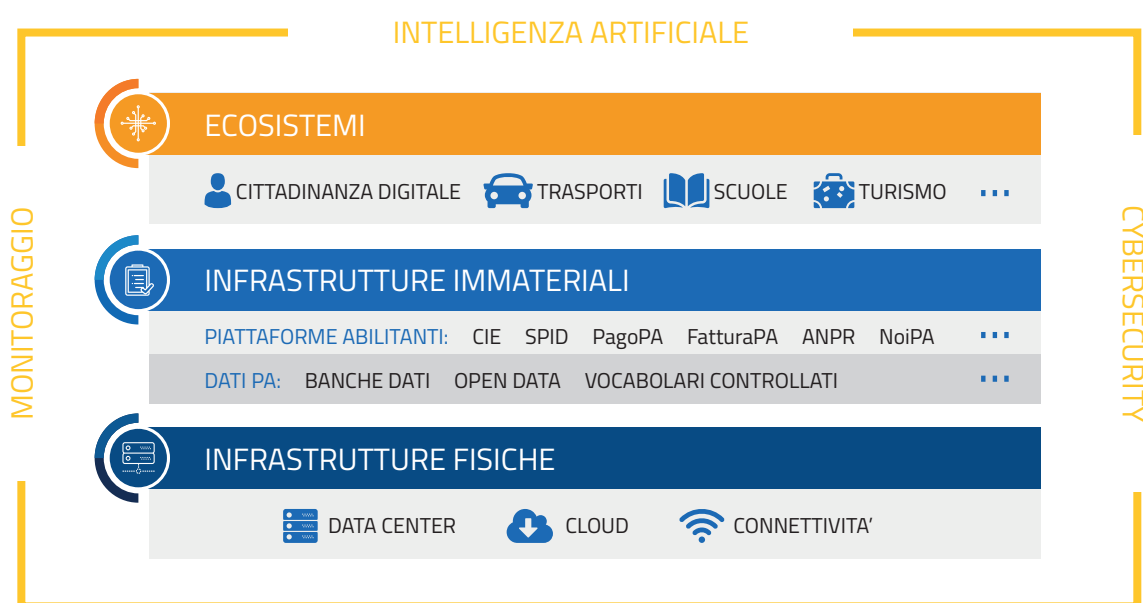 INTELLIGENZA ARTIFICIALE
MONITORAGGIO
CYBERSECURITY
ECOSISTEMI
CITTADINANZA DIGITALE TRASPORTI SCUOLE TURISMO ...
INFRASTRUTTURE IMMATERIALI
PIATTAFORME ABILITANTI: CIE SPID PagoPA FatturaPA ANPR NoiPA ...
DATI PA: BANCHE DATI OPEN DATA VOCABOLARI CONTROLLATI ...
INFRASTRUTTURE FISICHE
DATA CENTER CLOUD CONNETTIVITA’